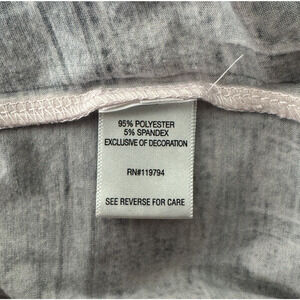 95% POLYESTER
5% SPANDEX
EXCLUSIVE OF DECORATION
RN#119794
SEE REVERSE FOR CARE